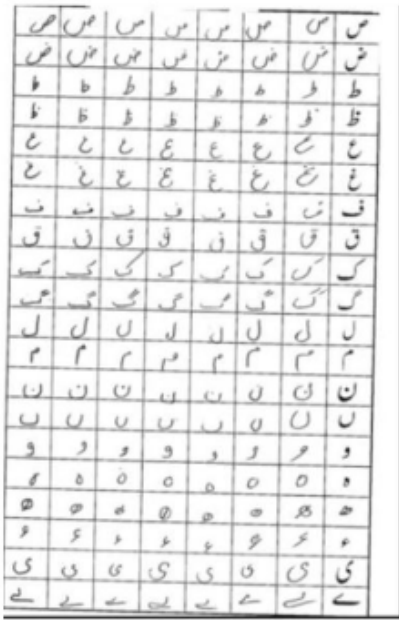 ص ص ص ص ص ص ص ص
ض ض ض ض ض ض ض ض
ط ط ط ط ط ط ط ط
ظ ظ ظ ظ ظ ظ ظ ظ
ع ع ع ع ع ع ع ع
غ غ غ غ غ غ غ غ
ف ف ف ف ف ف ف ف
ق ق ق ق ق ق ق ق
ک ک ک ک ک ک ک ک
گ گ گ گ گ گ گ گ
ل ل ل ل ل ل ل ل
م م م م م م م م
ن ن ن ن ن ن ن ن
ں ں ں ں ں ں ں ں
و و و و و و و و
ہ ہ ہ ہ ہ ہ ہ ہ
ھ ھ ھ ھ ھ ھ ھ ھ
ء ء ء ء ء ء ء ء
ی ی ی ی ی ی ی ی
ے ے ے ے ے ے ے ے